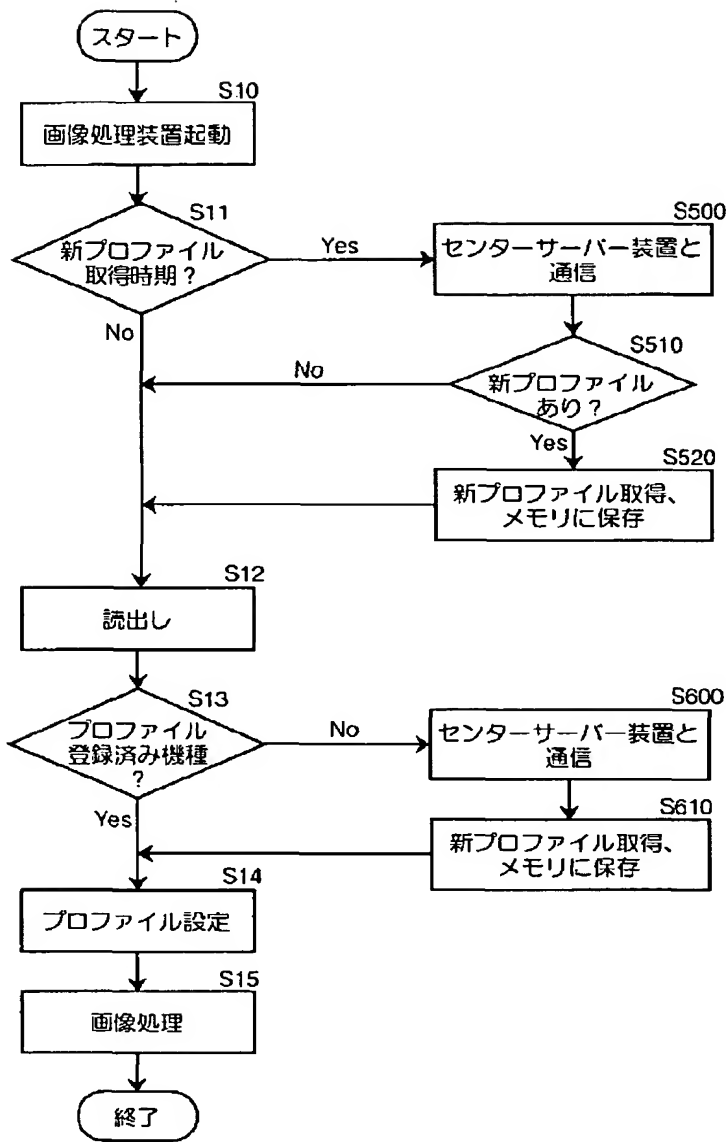 スタート
S10
画像処理装置起動
S11
新プロファイル
取得時期？
Yes
No
S500
センターサーバー装置と
通信
S510
新プロファイル
あり？
No
Yes
S520
新プロファイル取得、
メモリに保存
S12
読出し
S13
プロファイル
登録済み機種
？
No
Yes
S600
センターサーバー装置と
通信
S610
新プロファイル取得、
メモリに保存
S14
プロファイル設定
S15
画像処理
終了